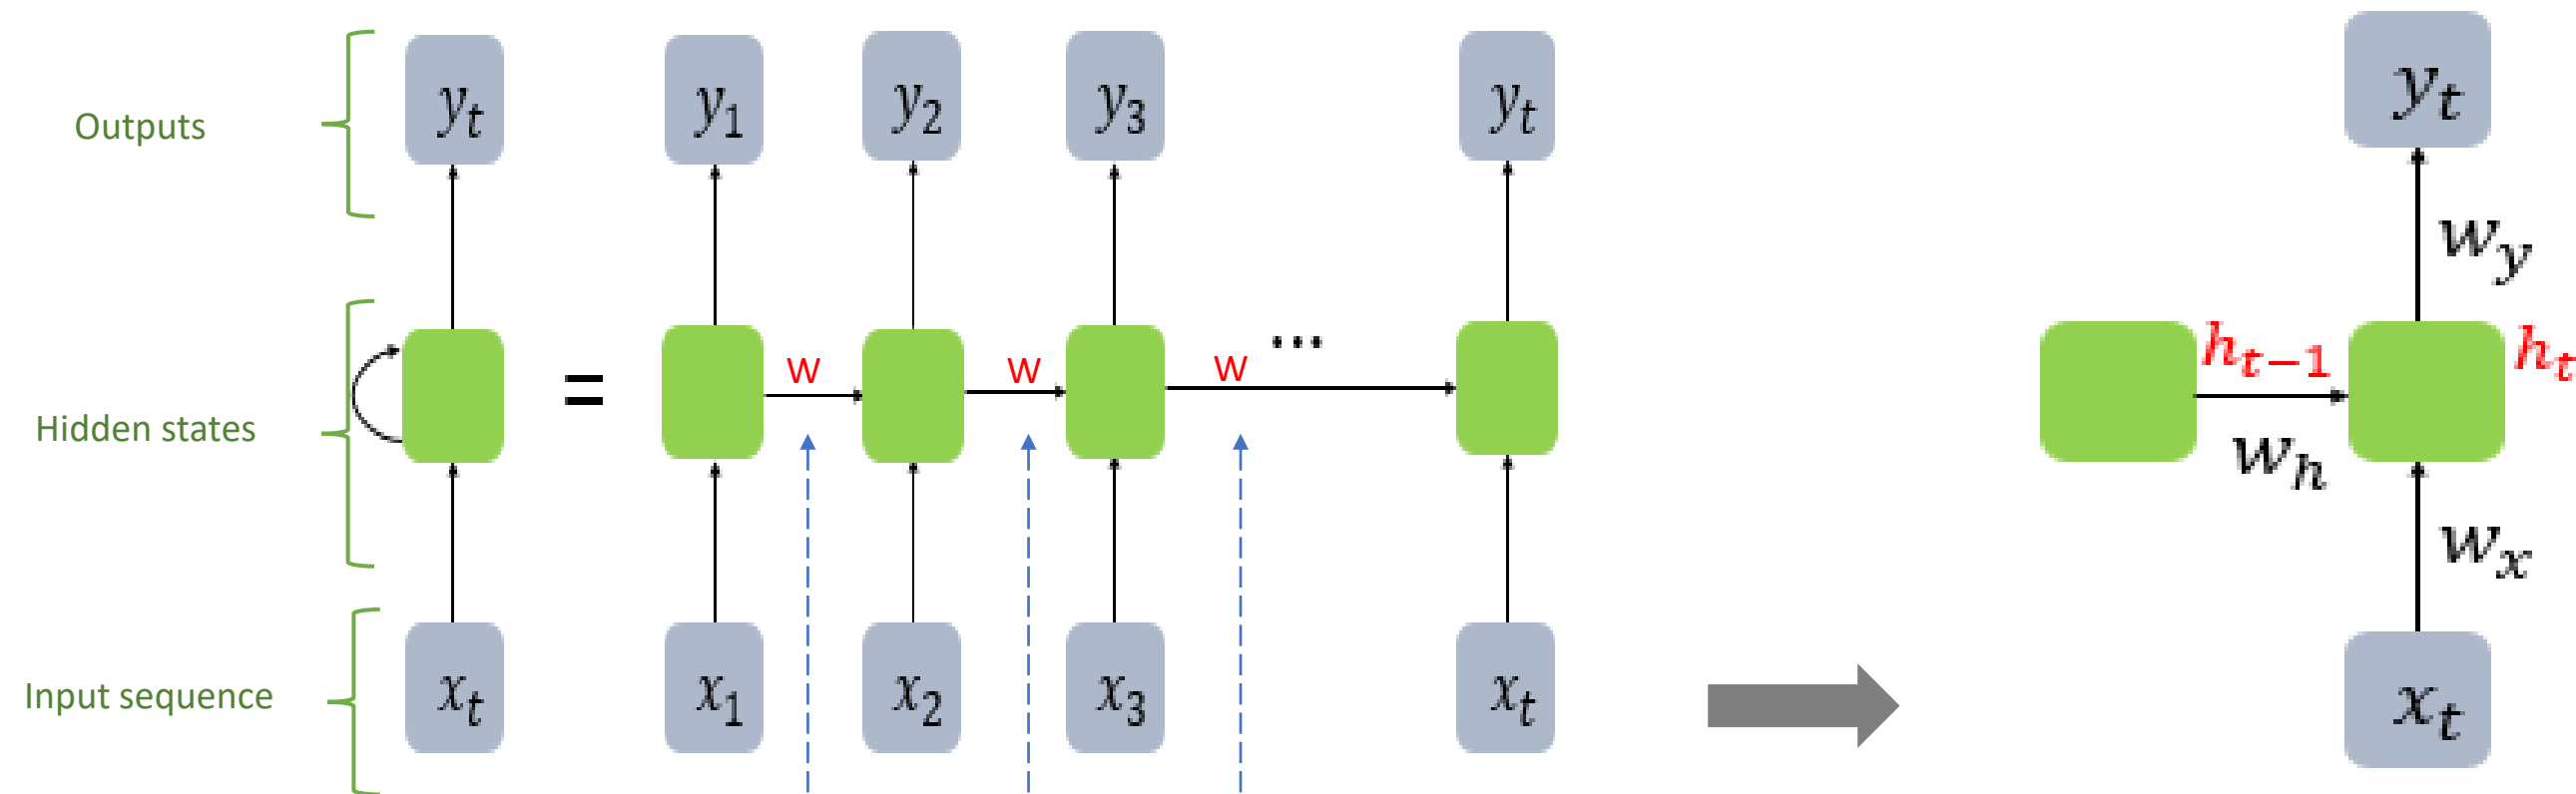 Outputs
y_t
y_1
y_2
y_3
y_t
y_t
w_y
...
Hidden states
=
W
W
W
h_{t-1}
h_t
w_h
w_x
Input sequence
x_t
x_1
x_2
x_3
x_t
x_t